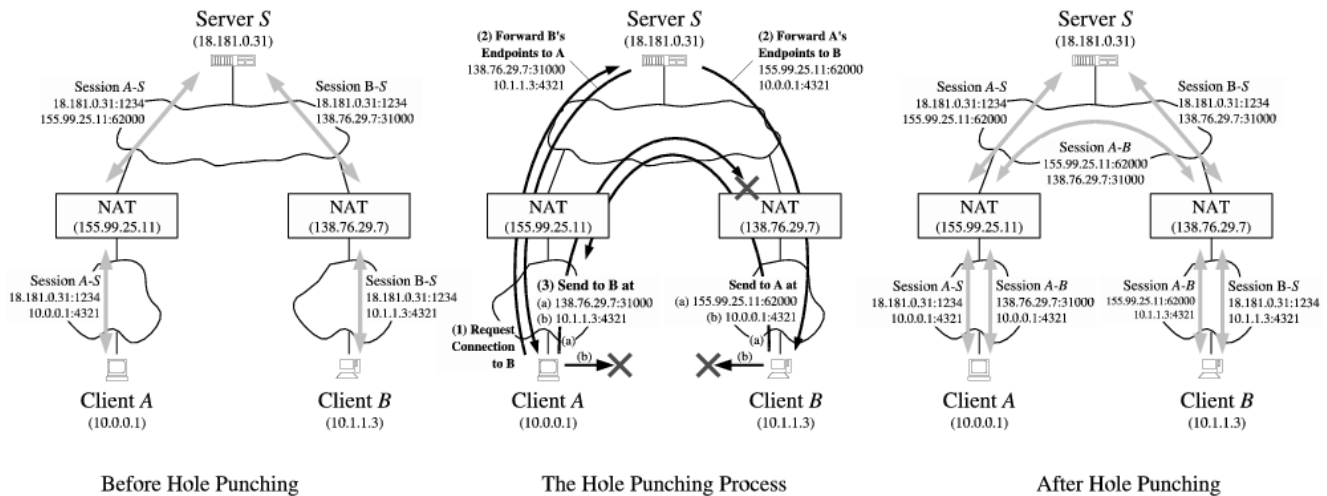 Server S
(18.181.0.31)
Session A-S
18.181.0.31:1234
155.99.25.11:62000
Session B-S
18.181.0.31:1234
138.76.29.7:31000
NAT
(155.99.25.11)
NAT
(138.76.29.7)
Session A-S
18.181.0.31:1234
10.0.0.1:4321
Session B-S
18.181.0.31:1234
10.1.1.3:4321
Client A
(10.0.0.1)
Client B
(10.1.1.3)
Before Hole Punching
(2) Forward B's
Endpoints to A
138.76.29.7:31000
10.1.1.3:4321
Server S
(18.181.0.31)
(2) Forward A's
Endpoints to B
155.99.25.11:62000
10.0.0.1:4321
NAT
(155.99.25.11)
NAT
(138.76.29.7)
(3) Send to B at
(a) 138.76.29.7:31000
(b) 10.1.1.3:4321
Send to A at
(a) 155.99.25.11:62000
(b) 10.0.0.1:4321
(1) Request
Connection
to B
(a)
(b)
(a)
(b)
Client A
(10.0.0.1)
Client B
(10.1.1.3)
The Hole Punching Process
Server S
(18.181.0.31)
Session A-S
18.181.0.31:1234
155.99.25.11:62000
Session B-S
18.181.0.31:1234
138.76.29.7:31000
Session A-B
155.99.25.11:62000
138.76.29.7:31000
NAT
(155.99.25.11)
NAT
(138.76.29.7)
Session A-S
18.181.0.31:1234
10.0.0.1:4321
Session A-B
138.76.29.7:31000
10.0.0.1:4321
Session A-B
155.99.25.11:62000
10.1.1.3:4321
Session B-S
18.181.0.31:1234
10.1.1.3:4321
Client A
(10.0.0.1)
Client B
(10.1.1.3)
After Hole Punching